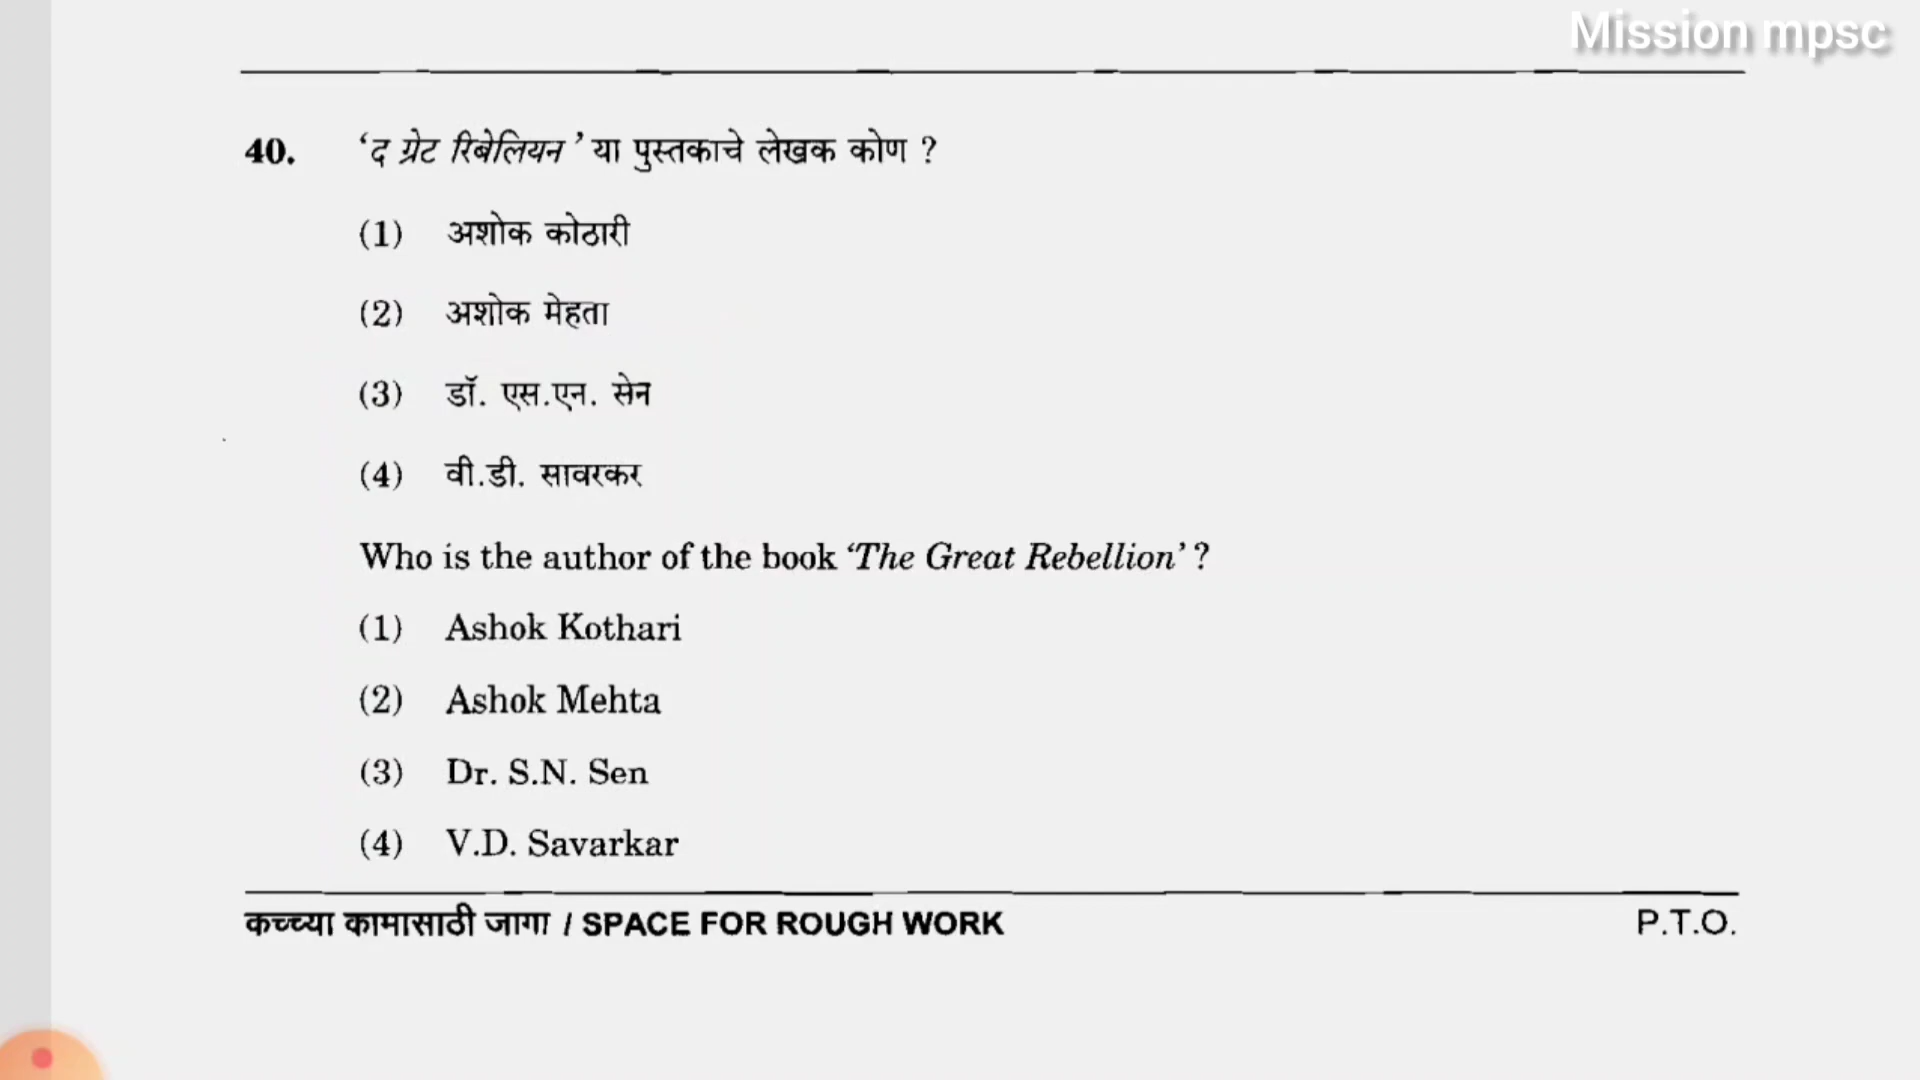 Mission mpsc
40. ‘द ग्रेट रिबेलियन’ या पुस्तकाचे लेखक कोण ?
(1) अशोक कोठारी
(2) अशोक मेहता
(3) डॉ. एस.एन. सेन
(4) वी.डी. सावरकर
Who is the author of the book ‘The Great Rebellion’ ?
(1) Ashok Kothari
(2) Ashok Mehta
(3) Dr. S.N. Sen
(4) V.D. Savarkar
कच्च्या कामासाठी जागा / SPACE FOR ROUGH WORK
P.T.O.